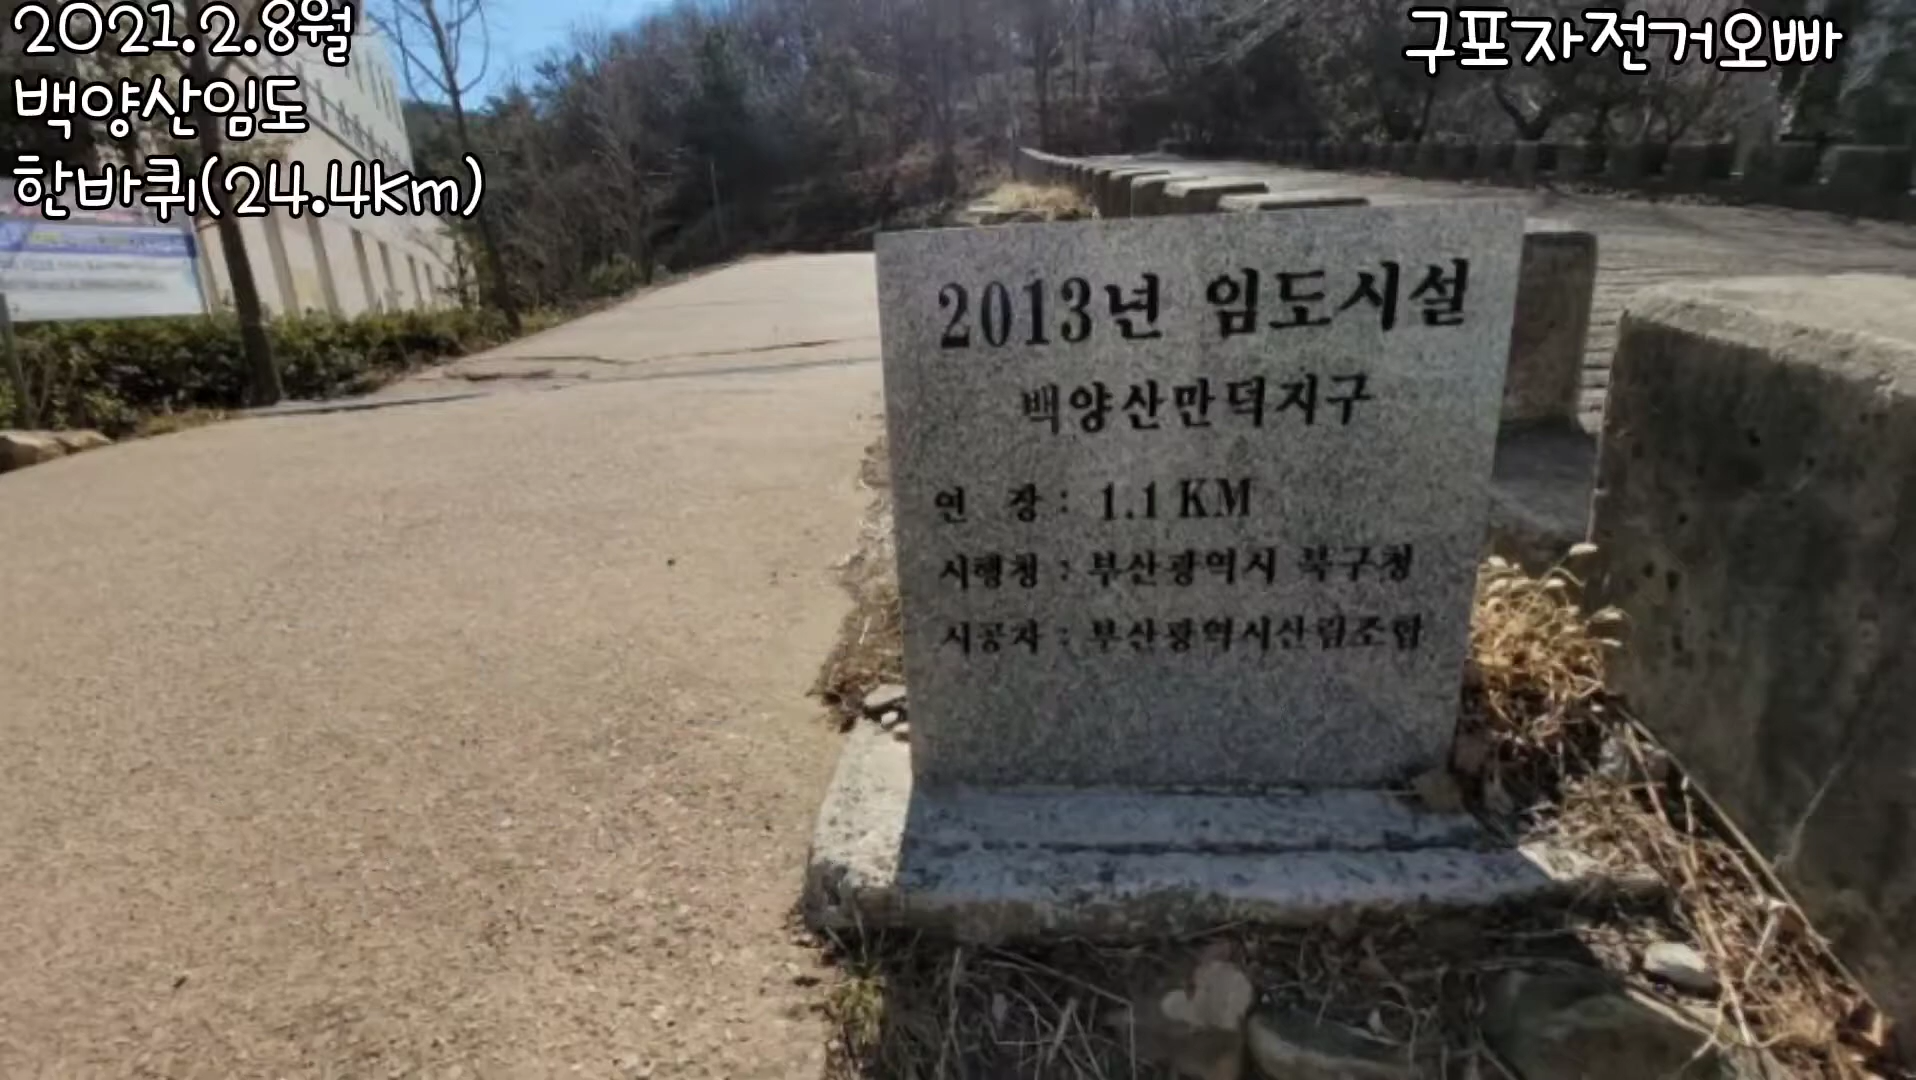 2021.2.8월
백양산임도
한바퀴(24.4km)
구포자전거오빠
2013년 임도시설
백양산만덕지구
연 장 : 1.1 KM
시행청 : 부산광역시 북구청
시공자 : 부산광역시산림조합